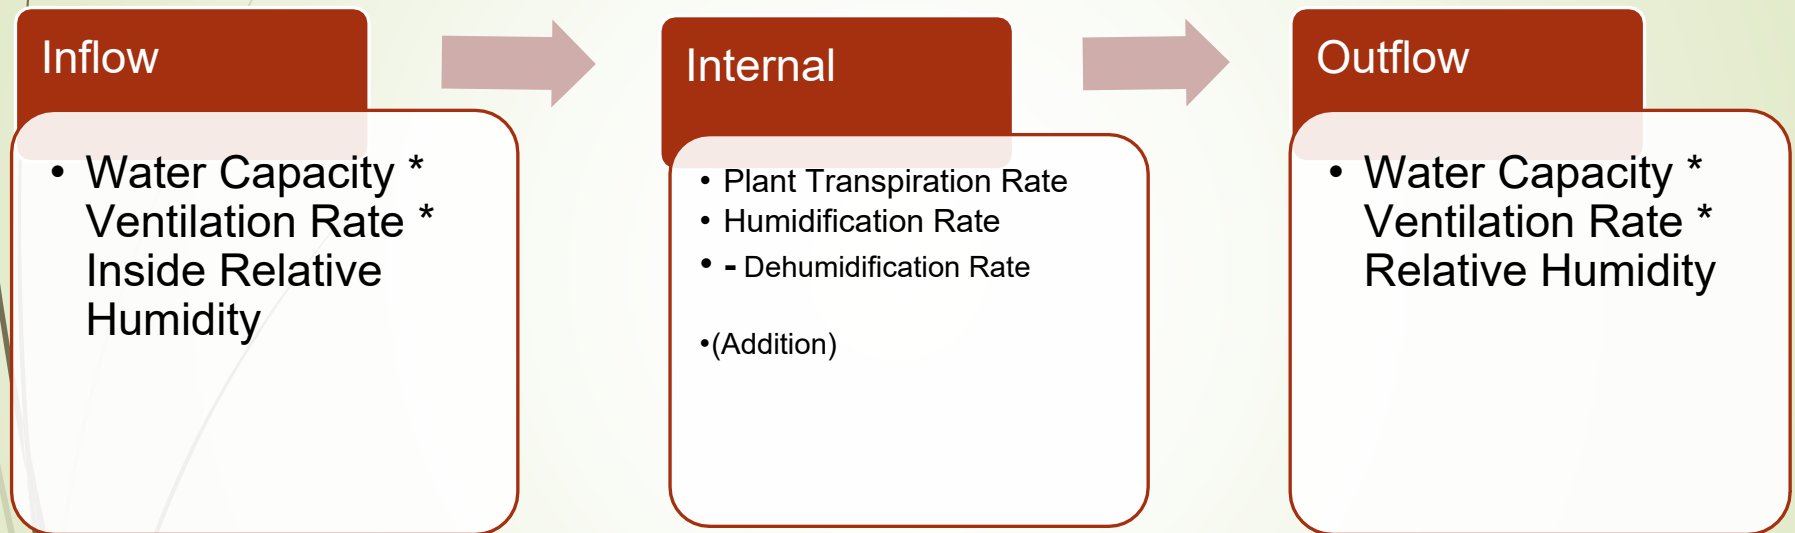 Inflow
• Water Capacity *
Ventilation Rate *
Inside Relative
Humidity
Internal
• Plant Transpiration Rate
• Humidification Rate
• - Dehumidification Rate
•(Addition)
Outflow
• Water Capacity *
Ventilation Rate *
Relative Humidity